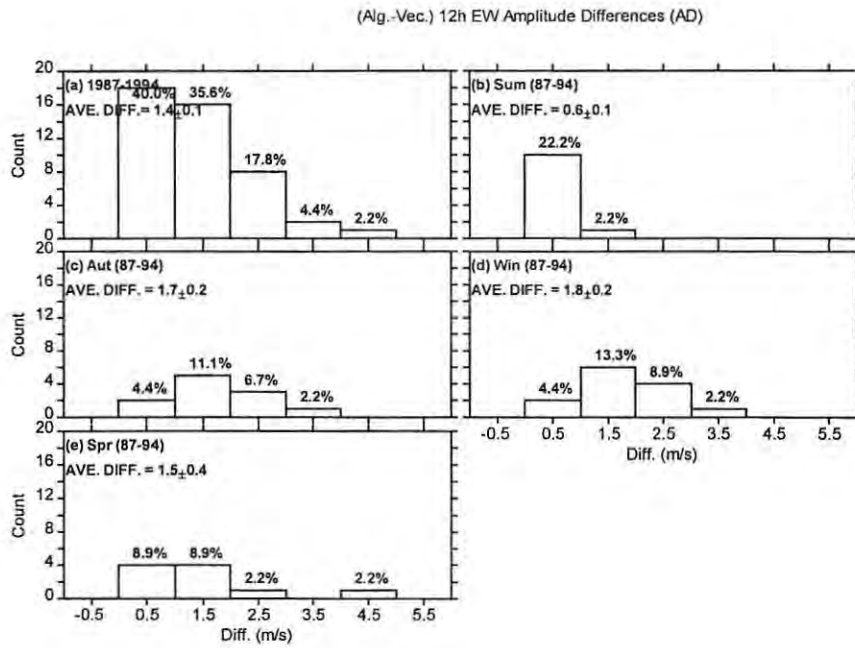 (Alg.-Vec.) 12h EW Amplitude Differences (AD)
20
16
12
8
4
0
Count
(a) 1987-1994
40.0%
35.6%
AVE. DIFF.= 1.4±0.1
17.8%
4.4%
2.2%
(b) Sum (87-94)
AVE. DIFF. = 0.6±0.1
22.2%
2.2%
20
16
12
8
4
0
Count
(c) Aut (87-94)
AVE. DIFF. = 1.7±0.2
4.4%
11.1%
6.7%
2.2%
(d) Win (87-94)
AVE. DIFF. = 1.8±0.2
4.4%
13.3%
8.9%
2.2%
-0.5 0.5 1.5 2.5 3.5 4.5 5.5
Diff. (m/s)
20
16
12
8
4
0
Count
(e) Spr (87-94)
AVE. DIFF. = 1.5±0.4
8.9%
8.9%
2.2%
2.2%
-0.5 0.5 1.5 2.5 3.5 4.5 5.5
Diff. (m/s)